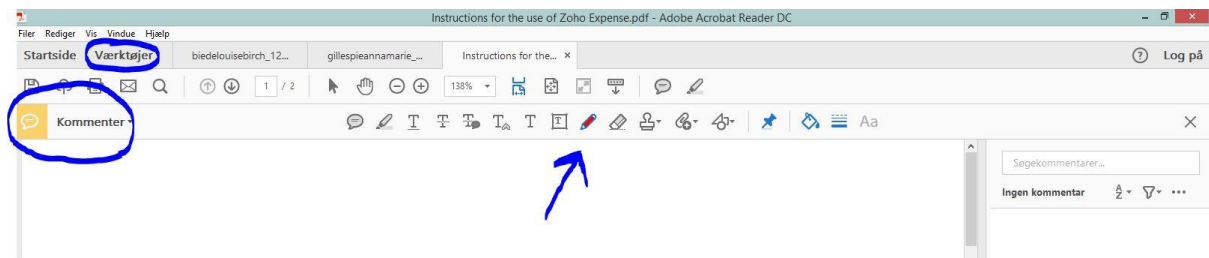 Instructions for the use of Zoho Expense.pdf - Adobe Acrobat Reader DC
Filer Rediger Vis Vindue Hjælp
Startside Værktøjer biedelouisebirch_12... gillespieannamarie_... Instructions for the... × Log på
1 / 2 138%
Kommenter Aa
Søgekommentarer...
Ingen kommentar